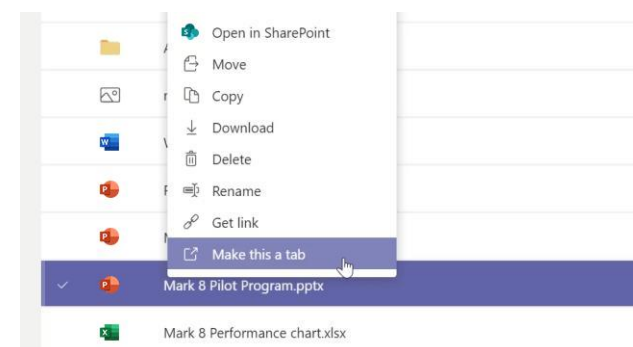 Open in SharePoint
Move
Copy
Download
Delete
Rename
Get link
Make this a tab
Mark 8 Pilot Program.pptx
Mark 8 Performance chart.xlsx